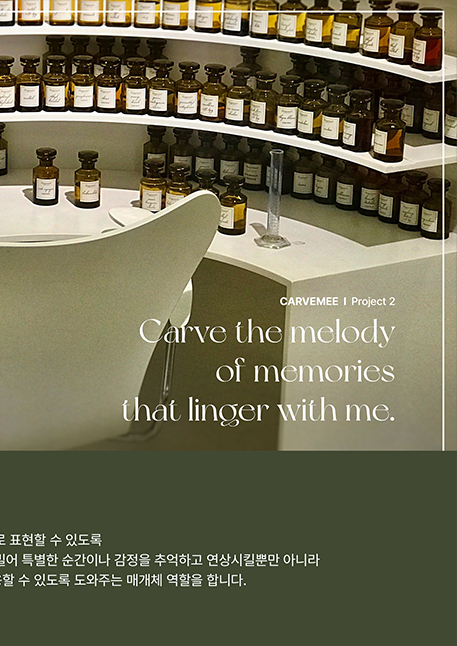 CARVEMEE I Project 2
Carve the melody
of memories
that linger with me.
로 표현할 수 있도록
밀어 특별한 순간이나 감정을 추억하고 연상시킬뿐만 아니라
할 수 있도록 도와주는 매개체 역할을 합니다.